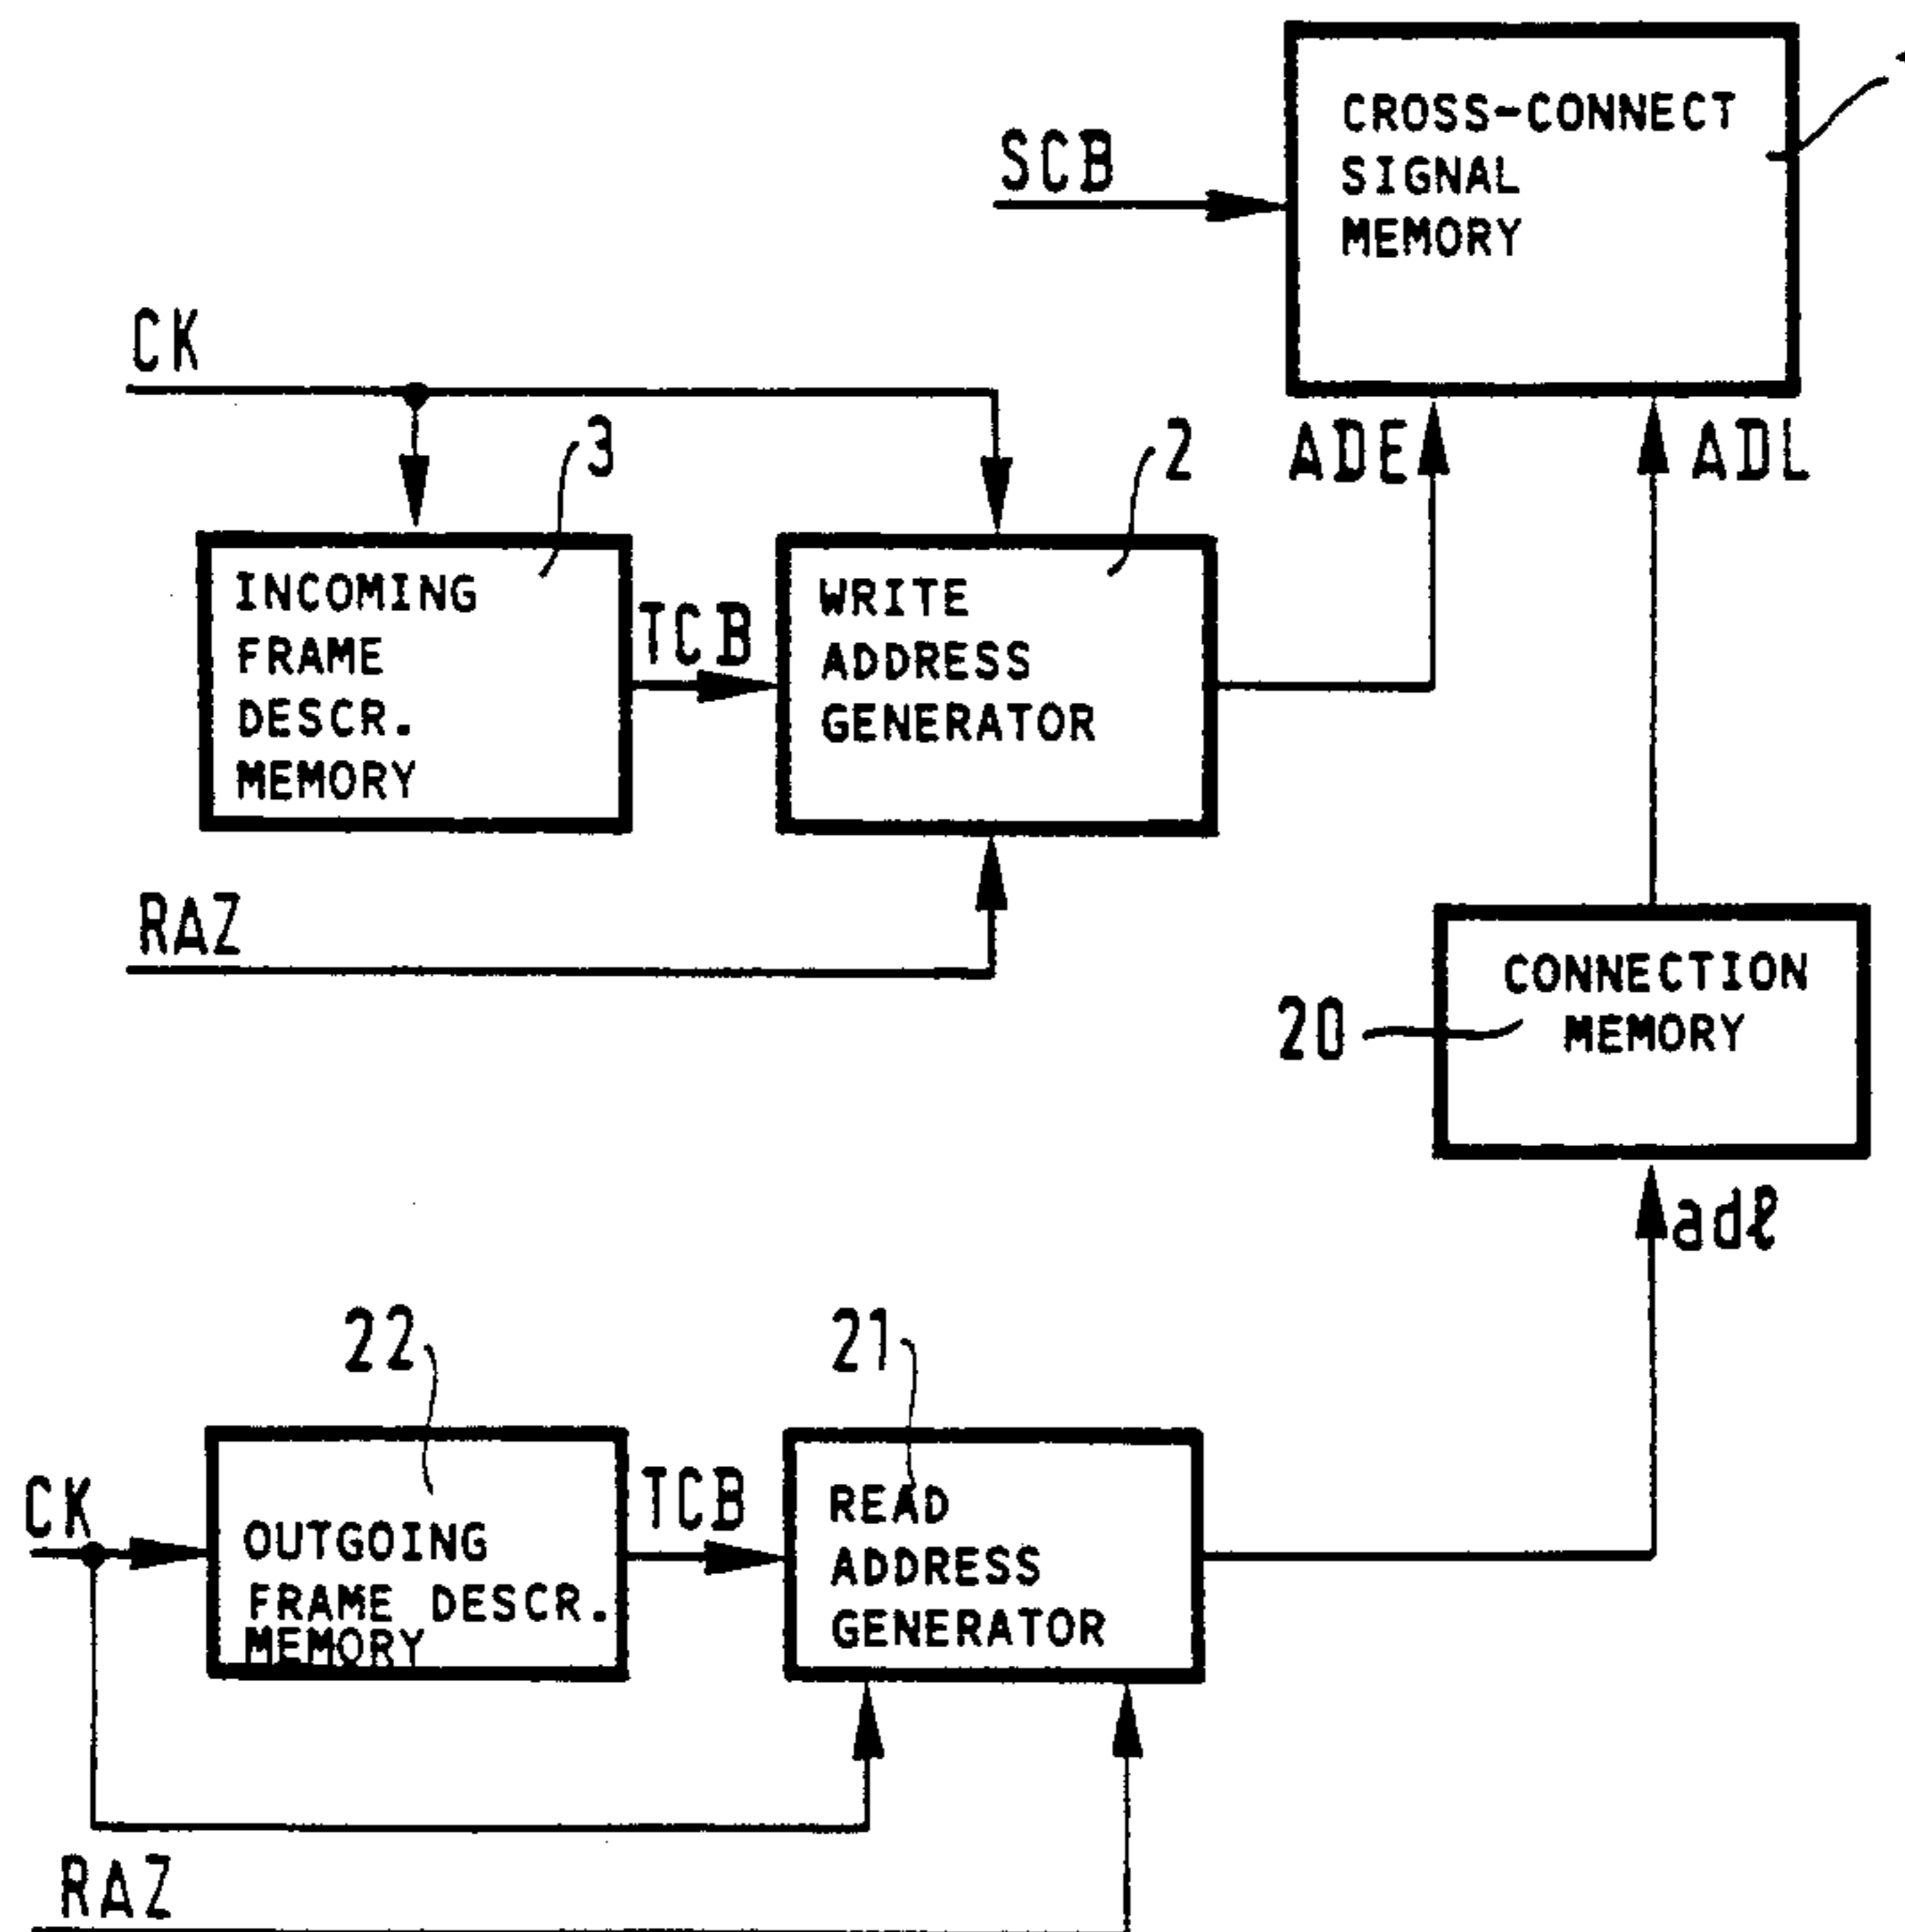 CROSS-CONNECT
SIGNAL
MEMORY
SCB
CK
3
2
ADE
ADL
INCOMING
FRAME
DESCR.
MEMORY
TCB
WRITE
ADDRESS
GENERATOR
RAZ
CONNECTION
MEMORY
20
adℓ
22
21
CK
OUTGOING
FRAME DESCR.
MEMORY
TCB
READ
ADDRESS
GENERATOR
RAZ